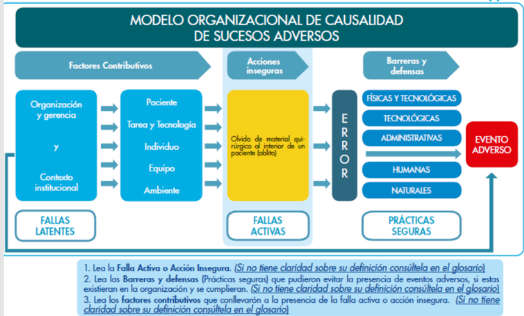 MODELO ORGANIZACIONAL DE CAUSALIDAD
DE SUCESOS ADVERSOS
Factores Contributivos
Acciones
inseguras
Barreras y
defensas
Organización
y gerencia
y
Contexto
institucional
Paciente
Tarea y Tecnología
Individuo
Equipo
Ambiente
Olvido de material qui-
rúrgico al interior de un
paciente (oblito)
ERROR
FÍSICAS Y TECNOLÓGICAS
TECNOLÓGICAS
ADMINISTRATIVAS
HUMANAS
NATURALES
EVENTO
ADVERSO
FALLAS
LATENTES
FALLAS
ACTIVAS
PRÁCTICAS
SEGURAS
1. Lea la Falla Activa o Acción Insegura. (Si no tiene claridad sobre su definición consúltela en el glosario)
2. Lea las Barreras y defensas (Prácticas seguras) que pudieron evitar la presencia de eventos adversos, si estas
existieran en la organización y se cumplieran. (Si no tiene claridad sobre su definición consúltela en el glosario)
3. Lea los factores contributivos que conllevarón a la presencia de la falla activa o acción insegura. (Si no tiene
claridad sobre su definición consúltela en el glosario)